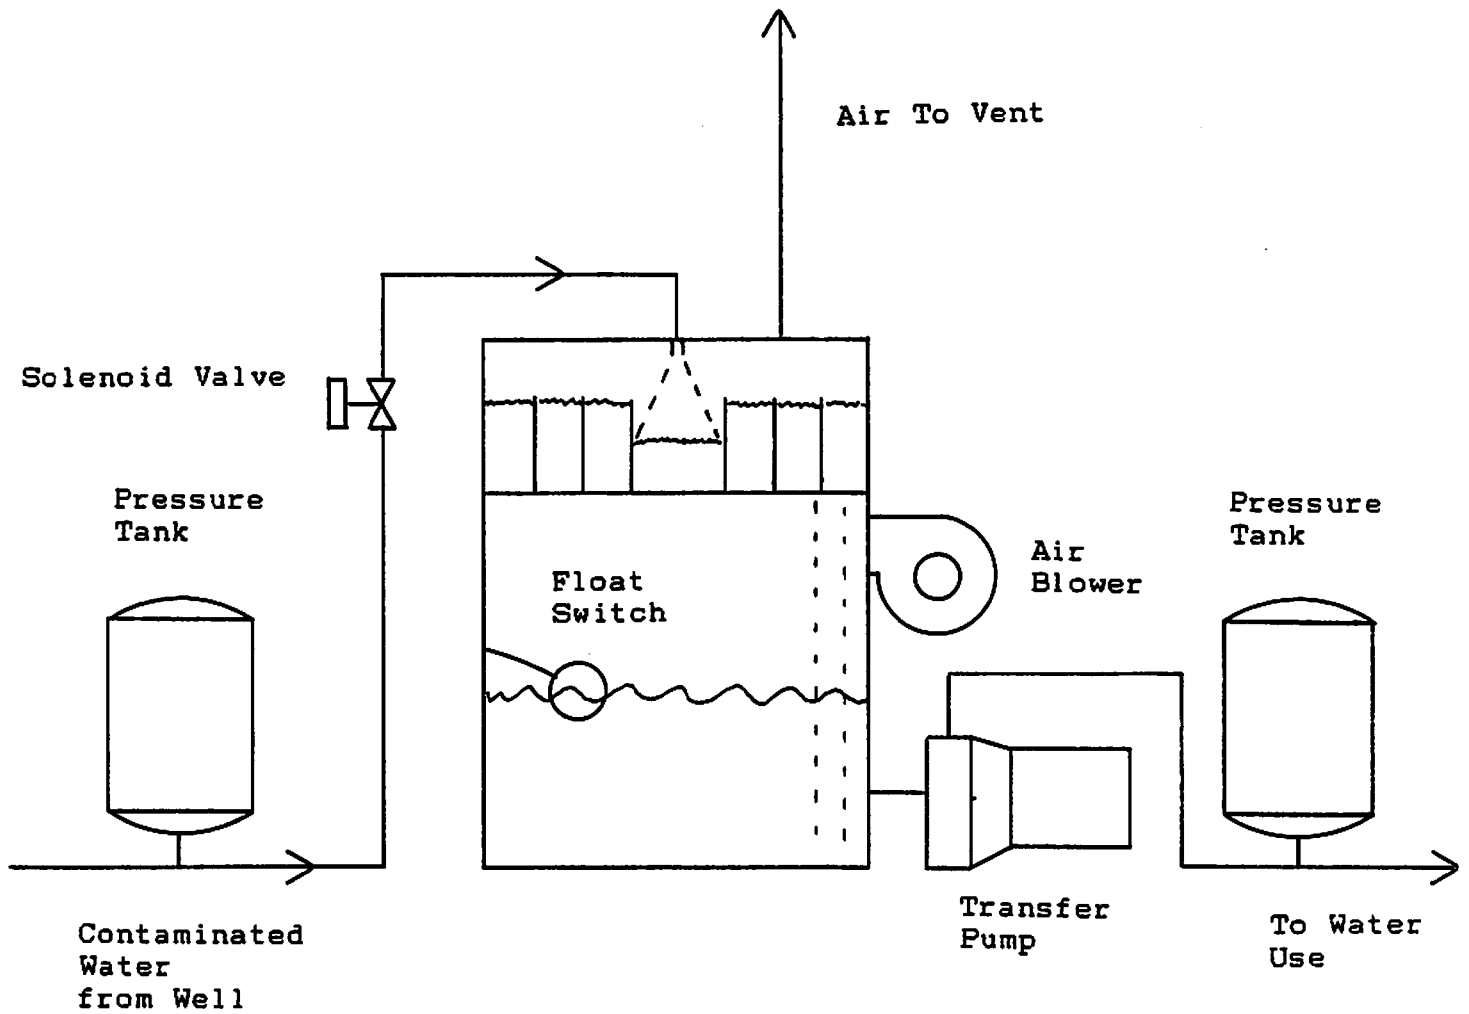 Air To Vent
Solenoid Valve
Pressure
Tank
Pressure
Tank
Air
Blower
Float
Switch
Transfer
Pump
To Water
Use
Contaminated
Water
from Well